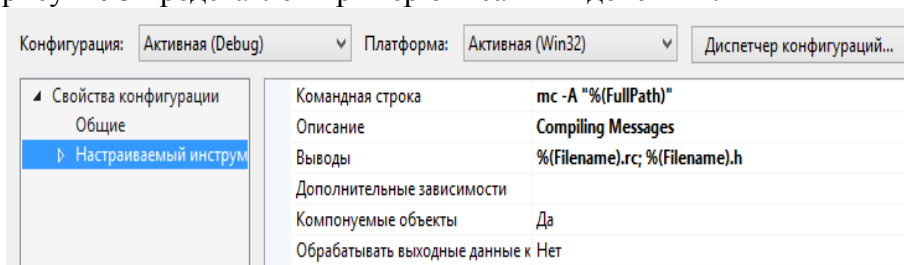 Конфигурация: Активная (Debug) Платформа: Активная (Win32) Диспетчер конфигураций...
Свойства конфигурации
Общие
Настраиваемый инструм
Командная строка mc -A "%(FullPath)"
Описание Compiling Messages
Выводы %(Filename).rc; %(Filename).h
Дополнительные зависимости
Компонуемые объекты Да
Обрабатывать выходные данные к Нет